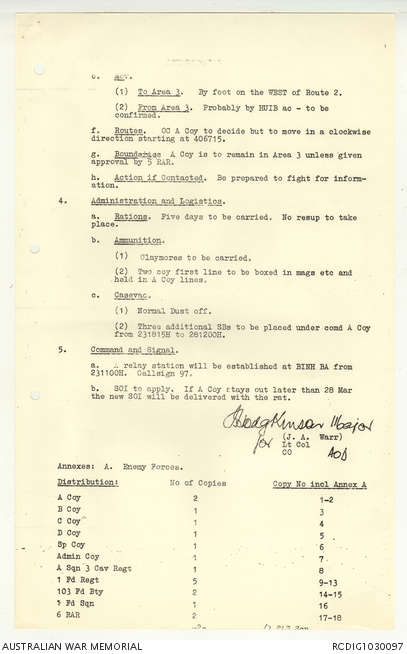 (1) To Area 3. By foot on the WEST of Route 2.
(2) From Area 3. Probably by HUIB ac - to be
confirmed.
f. Routes. OC A Coy to decide but to move in a clockwise
direction starting at 406715.
g. Boundaries A Coy is to remain in Area 3 unless given
approval by 5 RAR.
h. Action if Contacted. Be prepared to fight for inform-
ation.
4. Administration and Logistics.
a. Rations. Five days to be carried. No resup to take
place.
b. Ammunition.
(1) Claymores to be carried.
(2) Two coy first line to be boxed in mags etc and
held in A Coy lines.
c. Casevac.
(1) Normal Dust off.
(2) Three additional SBs to be placed under comd A Coy
from 231815H to 281200H.
5. Command and Signal.
a. A relay station will be established at BINH BA from
231100H. Callsign 97.
b. SOI to apply. If A Coy stays out later than 28 Mar
the new SOI will be delivered with the rat.
Hodgkinson Major
for (J. A. Warr)
Lt Col
CO
Annexes: A. Enemy Forces.
Distribution: No of Copies Copy No incl Annex A
A Coy 2 1-2
B Coy 1 3
C Coy 1 4
D Coy 1 5
Sp Coy 1 6
Admin Coy 1 7
A Sqn 3 Cav Regt 1 8
1 Fd Regt 5 9-13
103 Fd Bty 2 14-15
1 Fd Sqn 1 16
6 RAR 2 17-18
AUSTRALIAN WAR MEMORIAL RCDIG1030097